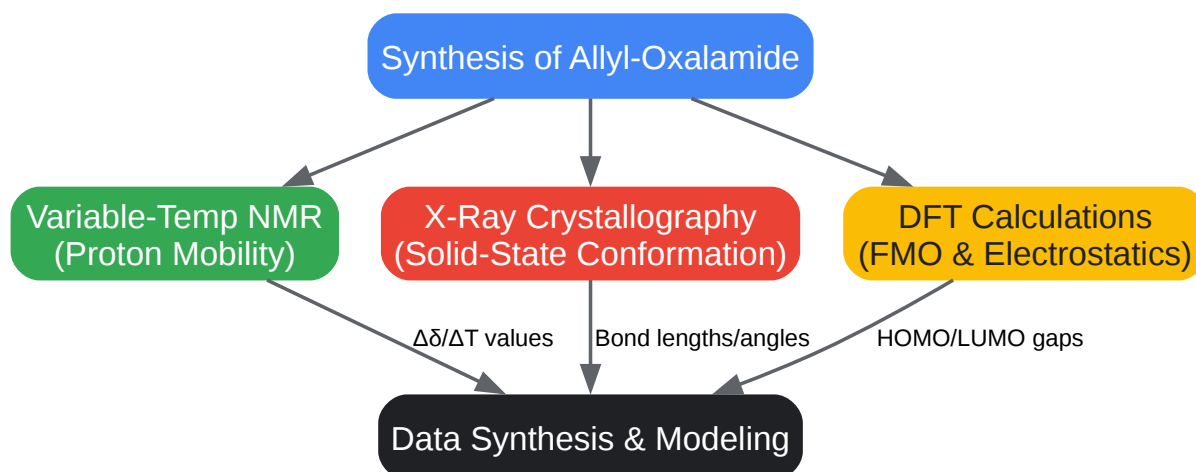 Synthesis of Allyl-Oxalamide
Variable-Temp NMR
(Proton Mobility)
X-Ray Crystallography
(Solid-State Conformation)
DFT Calculations
(FMO & Electrostatics)
Δδ/ΔT values
Bond lengths/angles
HOMO/LUMO gaps
Data Synthesis & Modeling